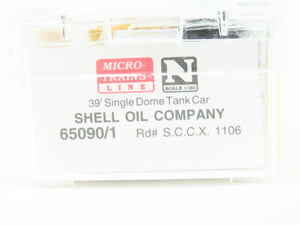 MICRO-
TRAINS
LINE
N
SCALE 1:160
39' Single Dome Tank Car
SHELL OIL COMPANY
65090/1 Rd# S.C.C.X. 1106